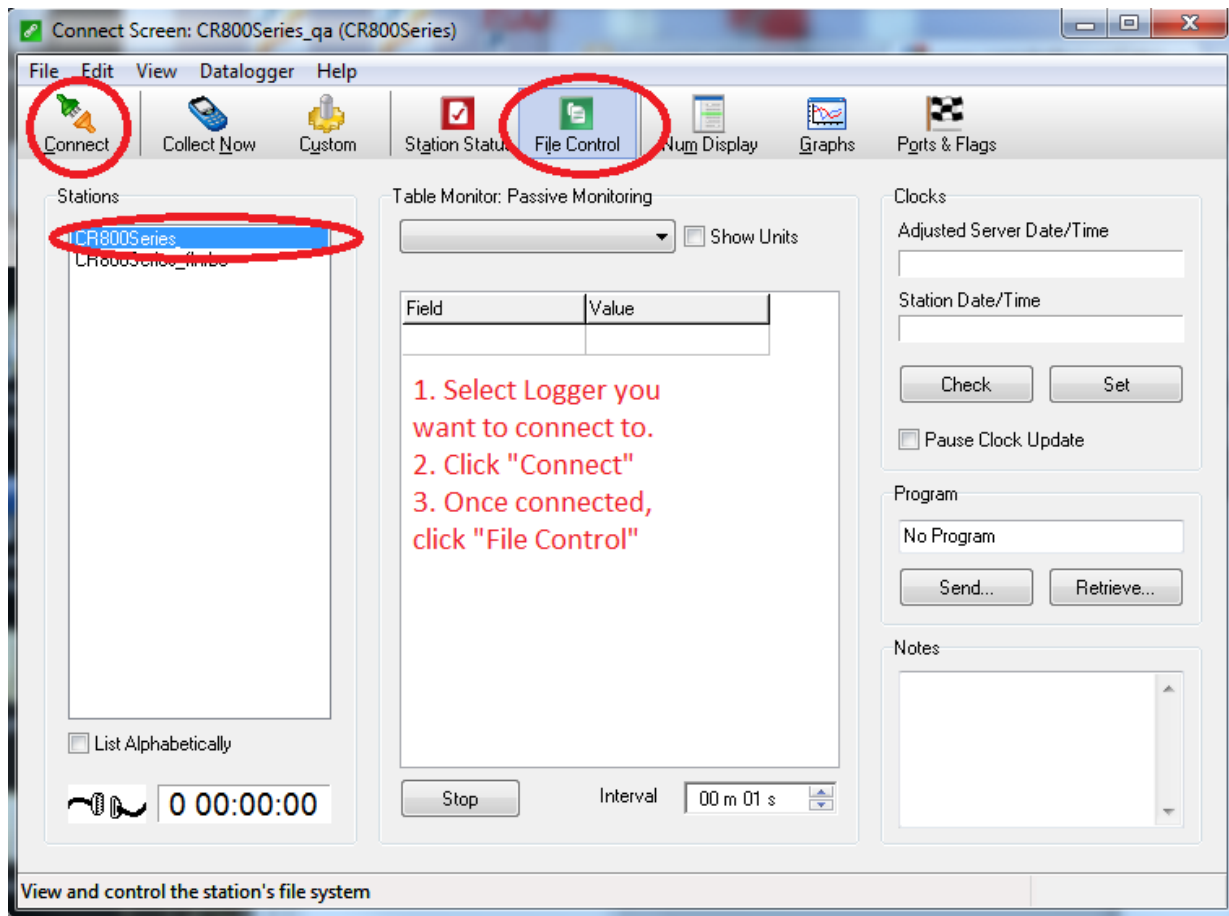 Connect Screen: CR800Series_qa (CR800Series)
File Edit View Datalogger Help
Connect Collect Now Custom Station Status File Control Num Display Graphs Ports & Flags
Stations
CR800Series_
Table Monitor: Passive Monitoring
Show Units
Field Value
1. Select Logger you
want to connect to.
2. Click "Connect"
3. Once connected,
click "File Control"
Clocks
Adjusted Server Date/Time
Station Date/Time
Check Set
Pause Clock Update
Program
No Program
Send... Retrieve...
Notes
List Alphabetically
0 00:00:00
Stop Interval 00 m 01 s
View and control the station's file system